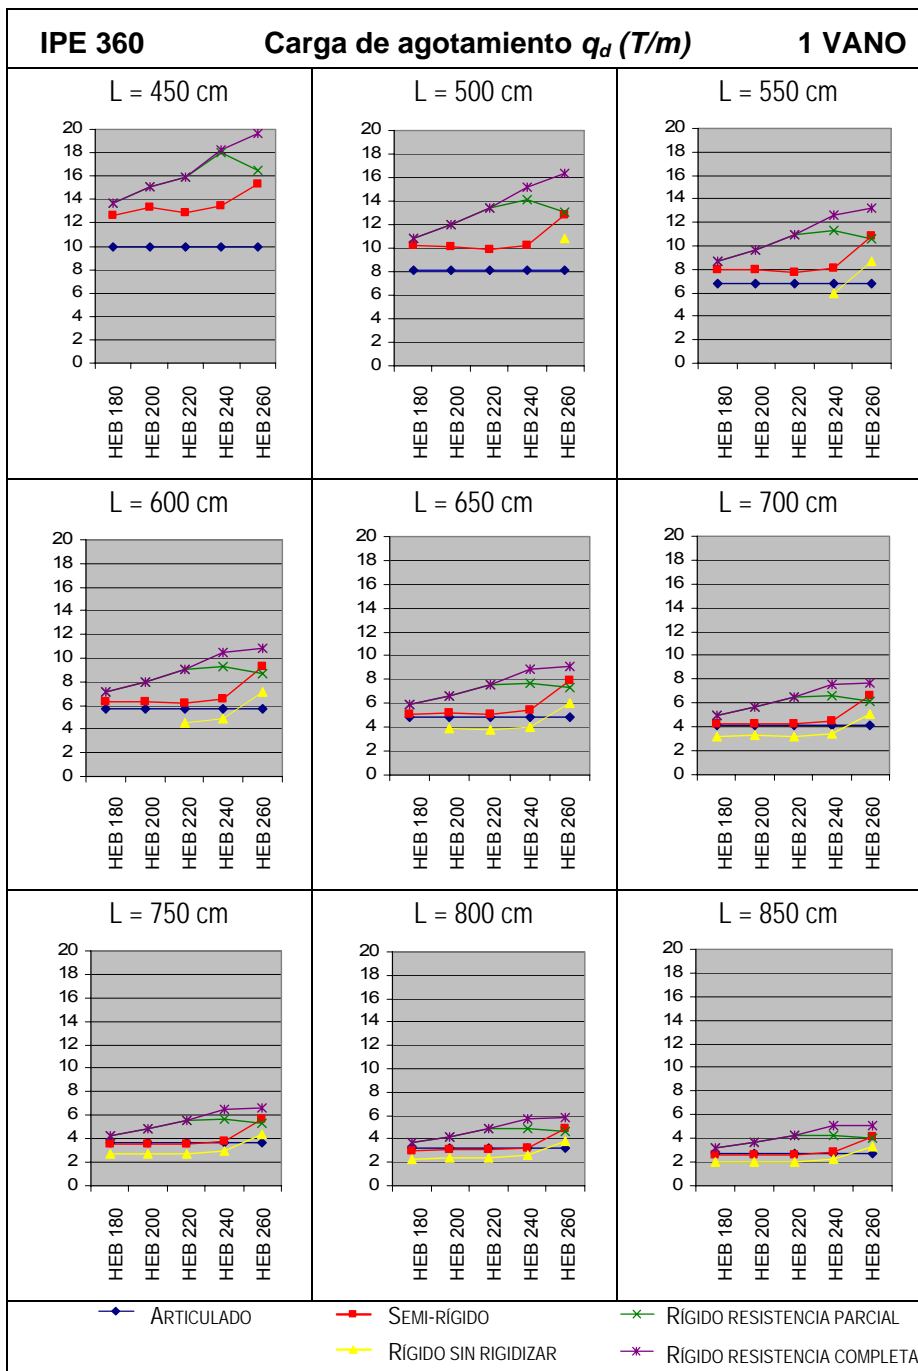 IPE 360 Carga de agotamiento qd (T/m) 1 VANO
L = 450 cm
20
18
16
14
12
10
8
6
4
2
0
HEB 180
HEB 200
HEB 220
HEB 240
HEB 260
L = 500 cm
20
18
16
14
12
10
8
6
4
2
0
HEB 180
HEB 200
HEB 220
HEB 240
HEB 260
L = 550 cm
20
18
16
14
12
10
8
6
4
2
0
HEB 180
HEB 200
HEB 220
HEB 240
HEB 260
L = 600 cm
20
18
16
14
12
10
8
6
4
2
0
HEB 180
HEB 200
HEB 220
HEB 240
HEB 260
L = 650 cm
20
18
16
14
12
10
8
6
4
2
0
HEB 180
HEB 200
HEB 220
HEB 240
HEB 260
L = 700 cm
20
18
16
14
12
10
8
6
4
2
0
HEB 180
HEB 200
HEB 220
HEB 240
HEB 260
L = 750 cm
20
18
16
14
12
10
8
6
4
2
0
HEB 180
HEB 200
HEB 220
HEB 240
HEB 260
L = 800 cm
20
18
16
14
12
10
8
6
4
2
0
HEB 180
HEB 200
HEB 220
HEB 240
HEB 260
L = 850 cm
20
18
16
14
12
10
8
6
4
2
0
HEB 180
HEB 200
HEB 220
HEB 240
HEB 260
ARTICULADO
SEMI-RÍGIDO
RÍGIDO RESISTENCIA PARCIAL
RÍGIDO SIN RIGIDIZAR
RÍGIDO RESISTENCIA COMPLETA